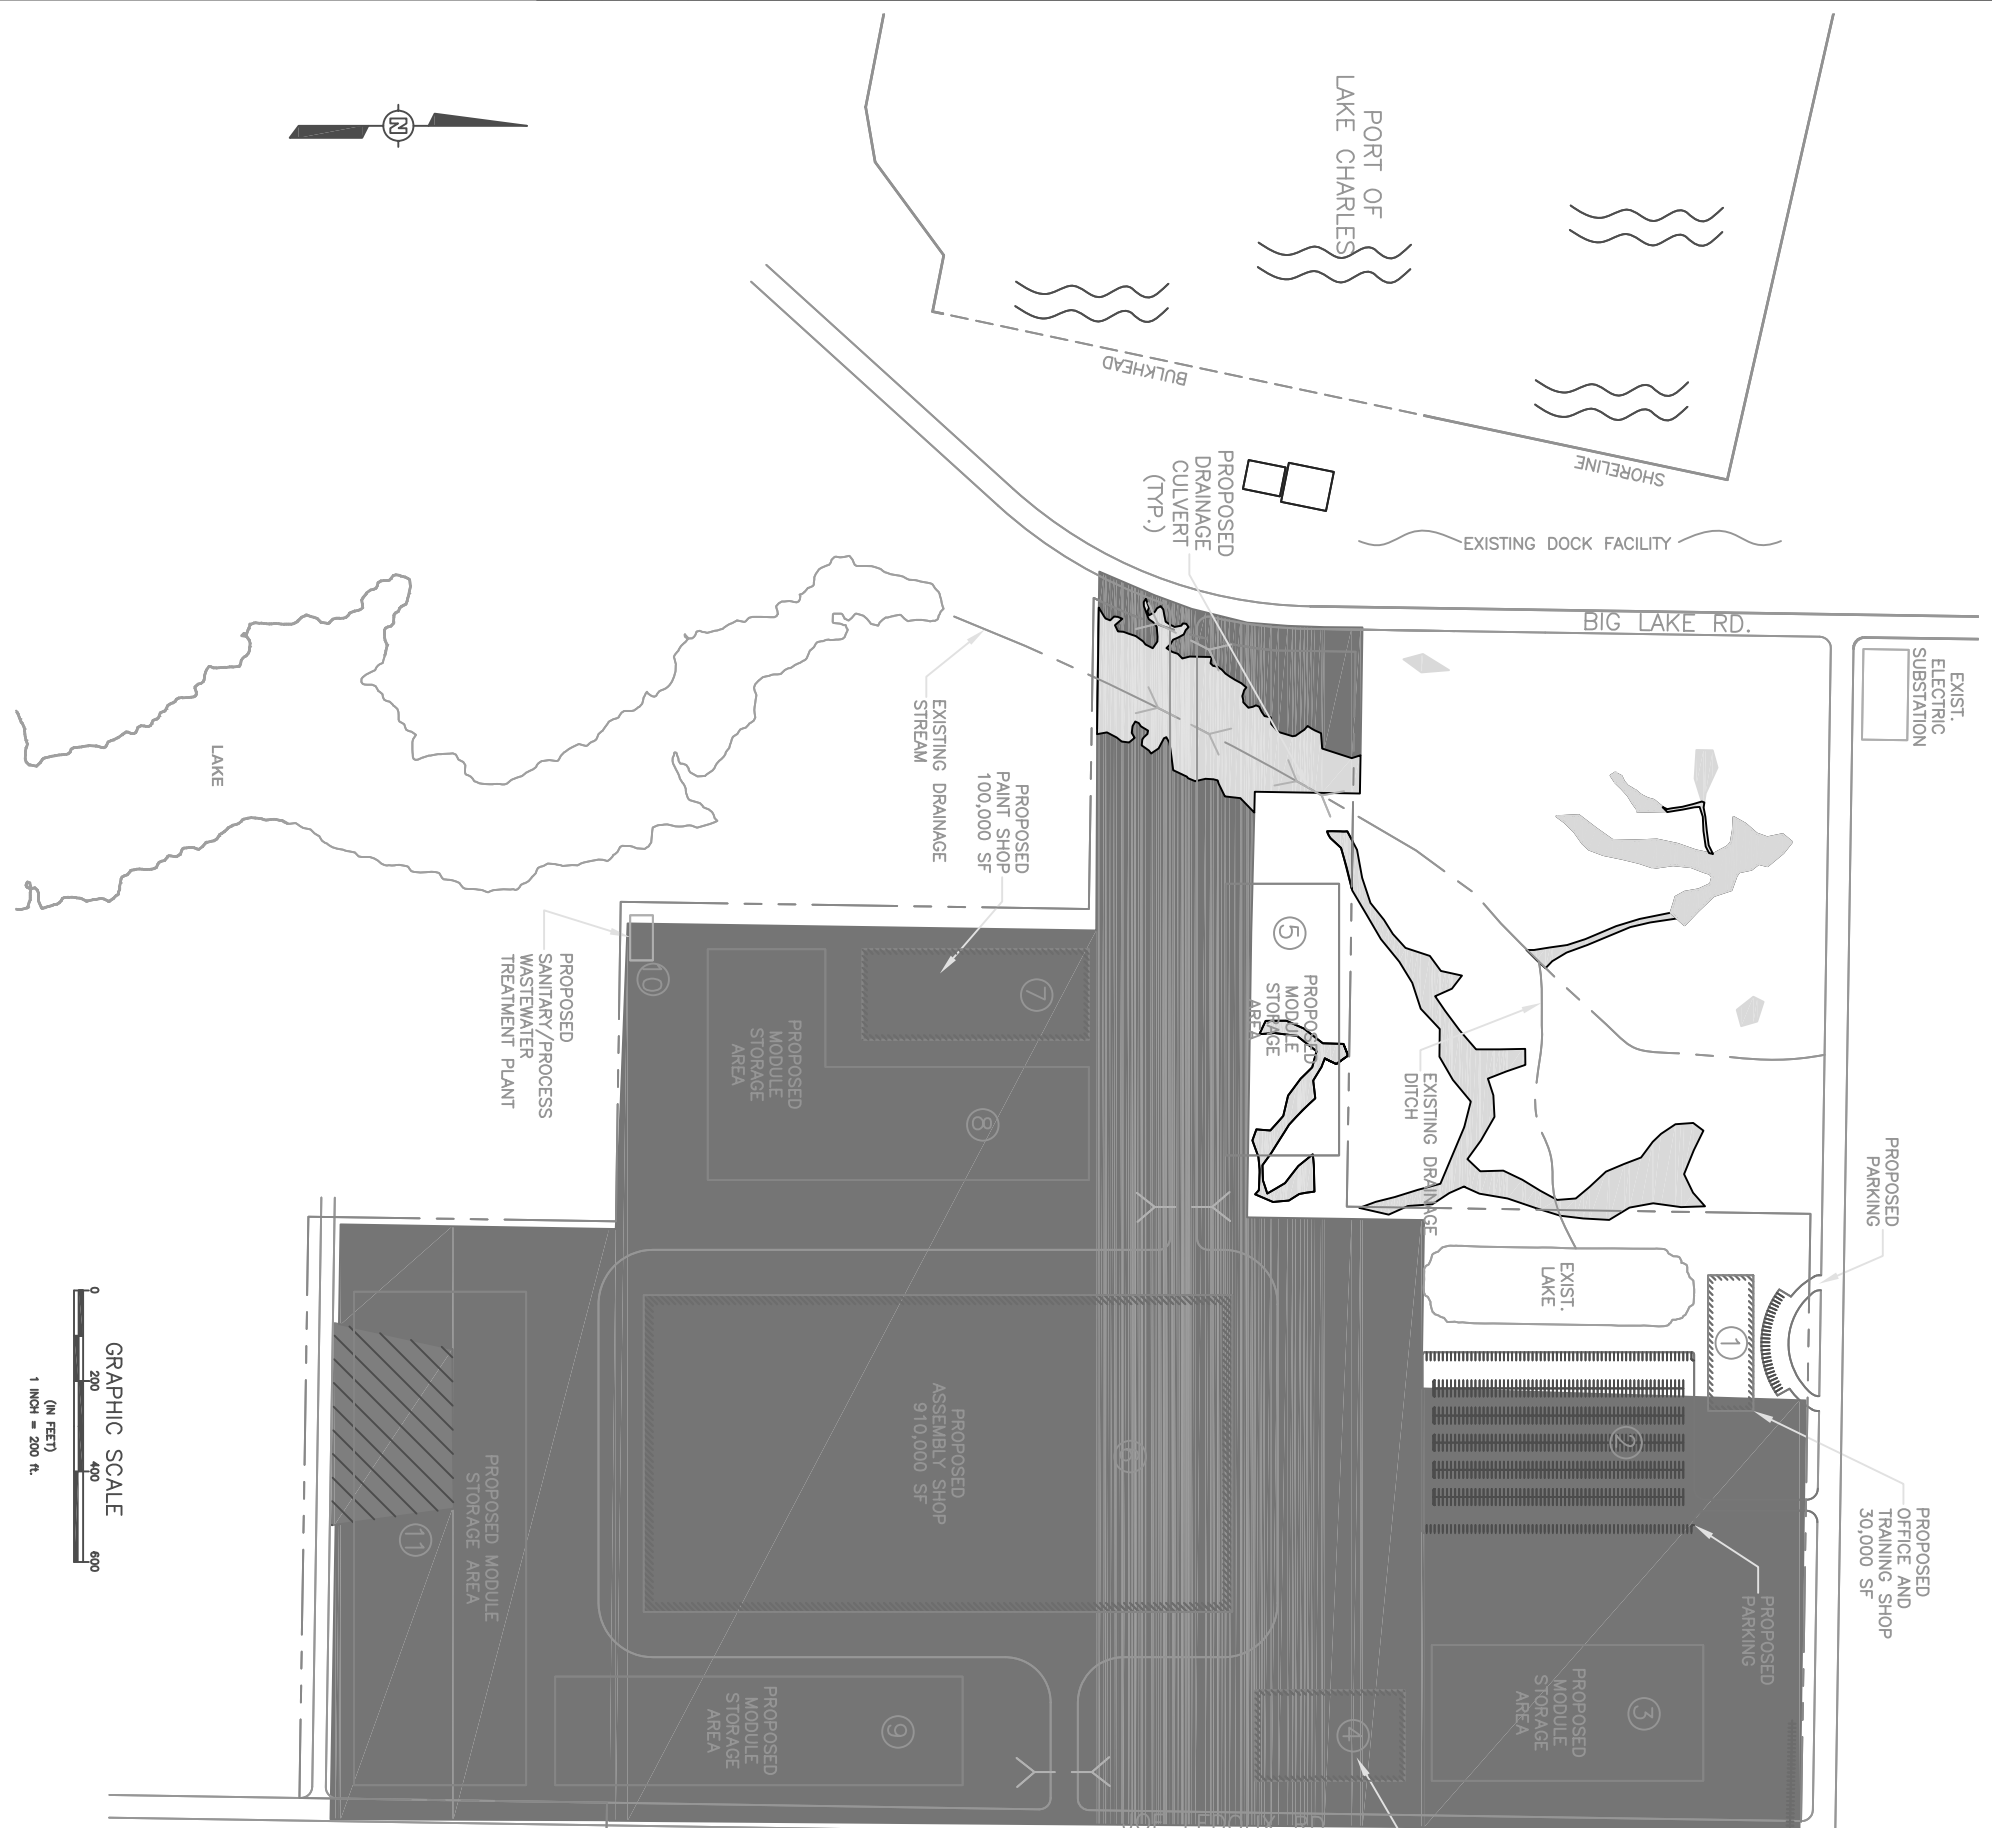 PORT OF
LAKE CHARLES
N
BULKHEAD
SHORELINE
PROPOSED
DRAINAGE
CULVERT
(TYP.)
EXISTING DOCK FACILITY
BIG LAKE RD.
EXIST.
ELECTRIC
SUBSTATION
LAKE
EXISTING DRAINAGE
STREAM
PROPOSED
PAINT SHOP
100,000 SF
5
PROPOSED
MODULE
STORAGE
AREA
EXISTING DRAINAGE
DITCH
PROPOSED
SANITARY/PROCESS
WASTEWATER
TREATMENT PLANT
10
7
PROPOSED
MODULE
STORAGE
AREA
8
PROPOSED
PARKING
EXIST.
LAKE
1
2
PROPOSED
OFFICE AND
TRAINING SHOP
30,000 SF
PROPOSED
PARKING
PROPOSED
ASSEMBLY SHOP
910,000 SF
6
PROPOSED MODULE
STORAGE AREA
11
PROPOSED
MODULE
STORAGE
AREA
9
4
PROPOSED
MODULE
STORAGE
AREA
3
GRAPHIC SCALE
0 200 400 600
(IN FEET)
1 INCH = 200 ft.